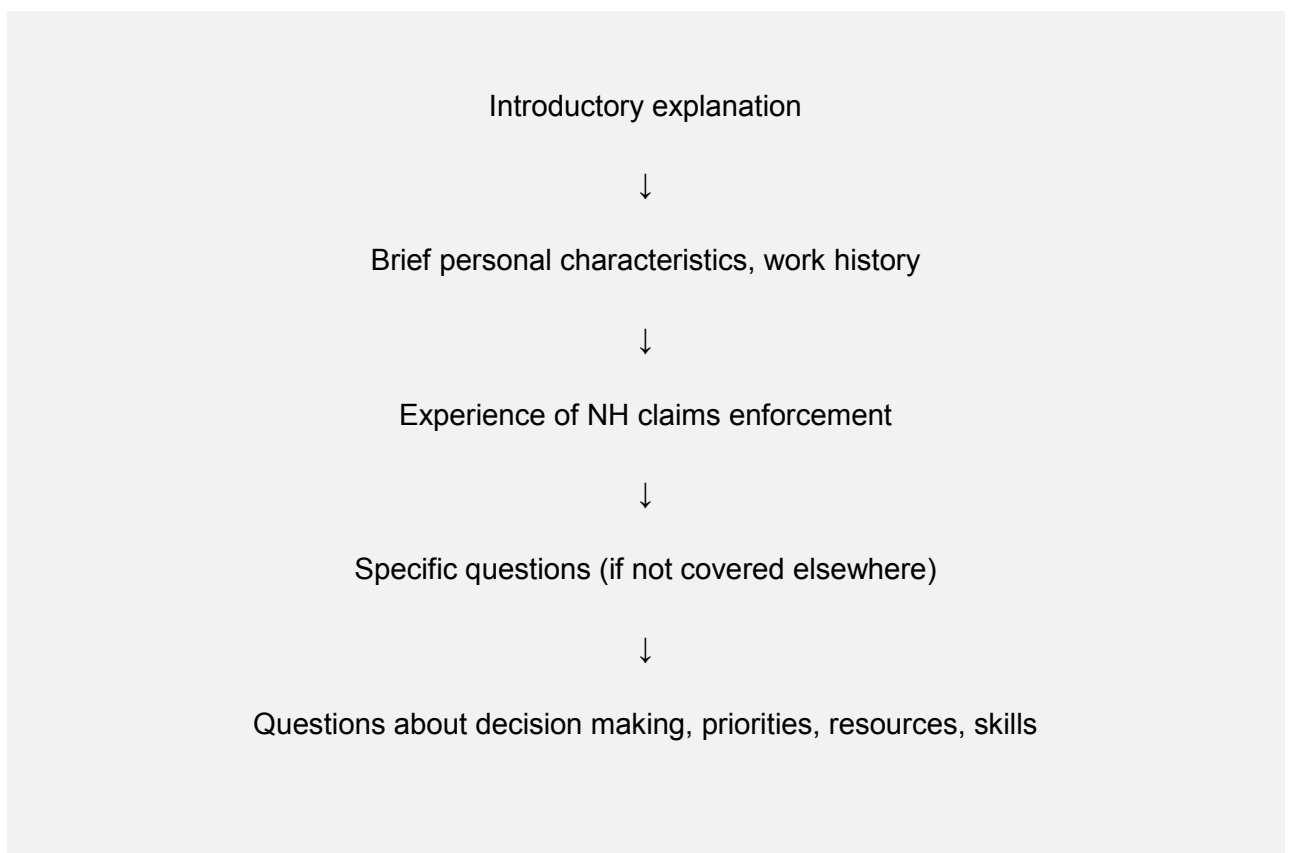 Introductory explanation
↓
Brief personal characteristics, work history
↓
Experience of NH claims enforcement
↓
Specific questions (if not covered elsewhere)
↓
Questions about decision making, priorities, resources, skills